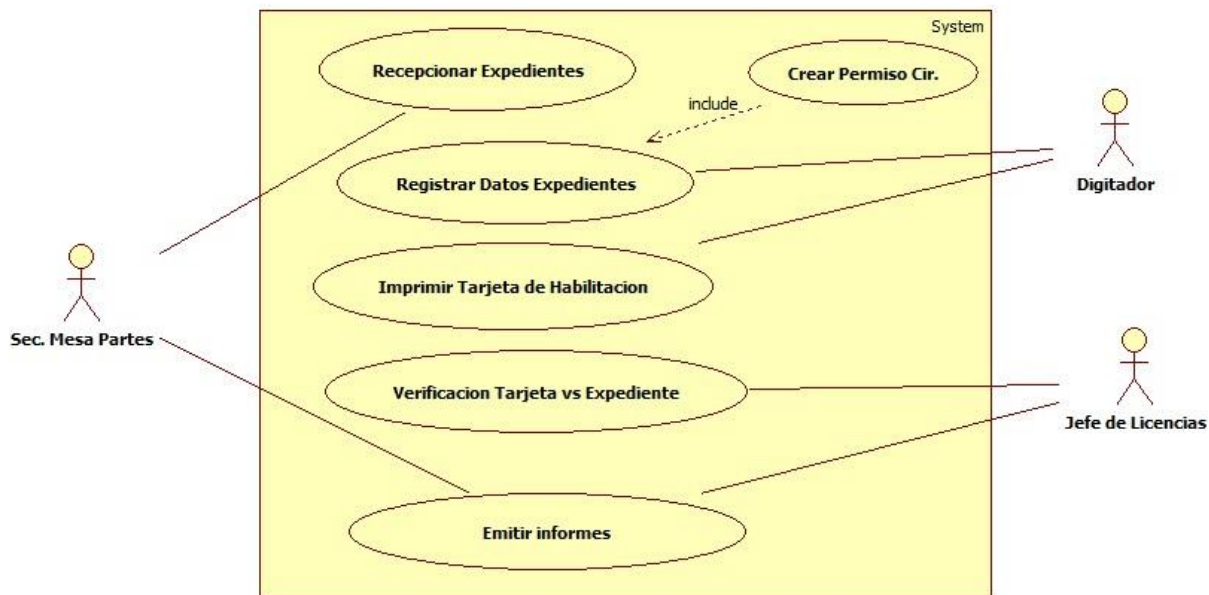 System
Recepcionar Expedientes
Crear Permiso Cir.
include
Registrar Datos Expedientes
Digitador
Imprimir Tarjeta de Habilitacion
Sec. Mesa Partes
Verificacion Tarjeta vs Expediente
Jefe de Licencias
Emitir informes